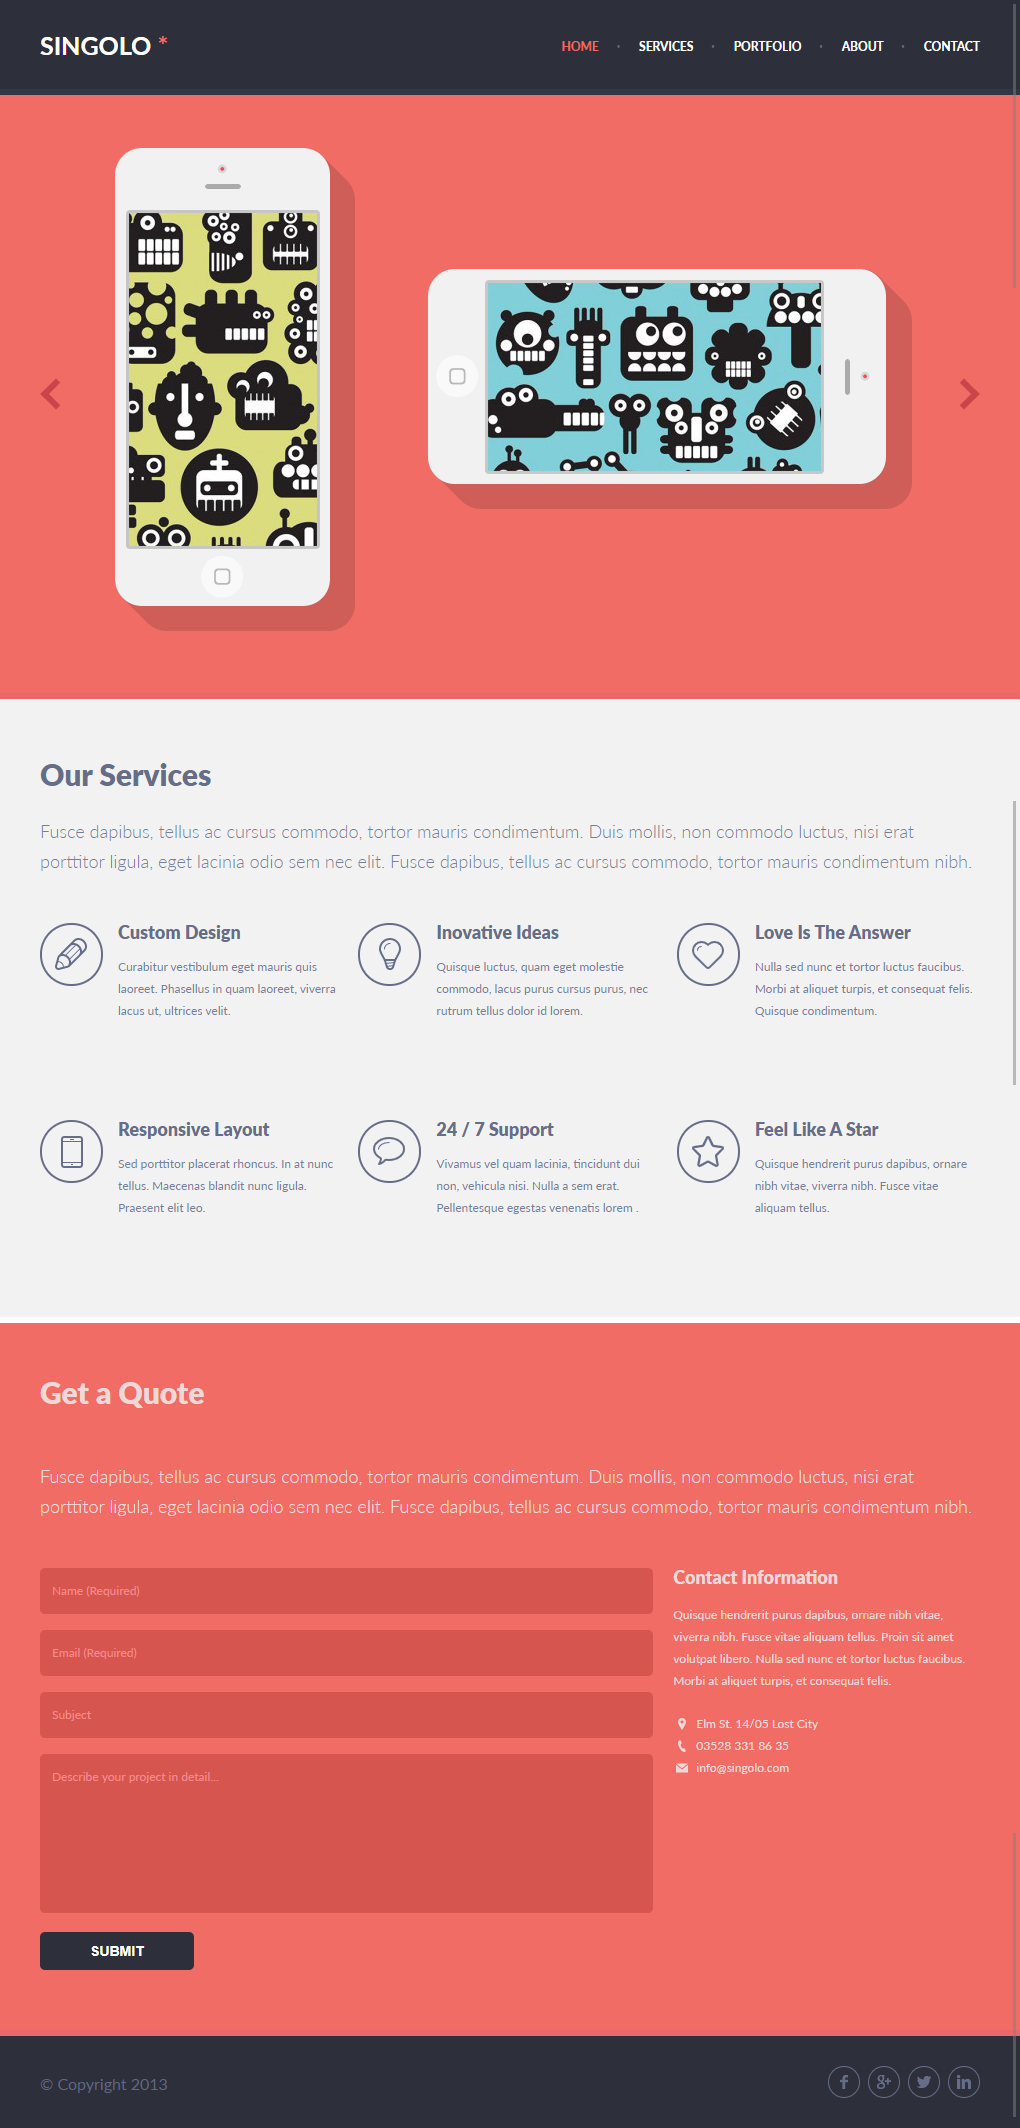 SINGOLO *
HOME · SERVICES · PORTFOLIO · ABOUT · CONTACT
Our Services
Fusce dapibus, tellus ac cursus commodo, tortor mauris condimentum. Duis mollis, non commodo luctus, nisi erat
porttitor ligula, eget lacinia odio sem nec elit. Fusce dapibus, tellus ac cursus commodo, tortor mauris condimentum nibh.
Custom Design
Curabitur vestibulum eget mauris quis
laoreet. Phasellus in quam laoreet, viverra
lacus ut, ultrices velit.
Inovative Ideas
Quisque luctus, quam eget molestie
commodo, lacus purus cursus purus, nec
rutrum tellus dolor id lorem.
Love Is The Answer
Nulla sed nunc et tortor luctus faucibus.
Morbi at aliquet turpis, et consequat felis.
Quisque condimentum.
Responsive Layout
Sed porttitor placerat rhoncus. In at nunc
tellus. Maecenas blandit nunc ligula.
Praesent elit leo.
24 / 7 Support
Vivamus vel quam lacinia, tincidunt dui
non, vehicula nisi. Nulla a sem erat.
Pellentesque egestas venenatis lorem .
Feel Like A Star
Quisque hendrerit purus dapibus, ornare
nibh vitae, viverra nibh. Fusce vitae
aliquam tellus.
Get a Quote
Fusce dapibus, tellus ac cursus commodo, tortor mauris condimentum. Duis mollis, non commodo luctus, nisi erat
porttitor ligula, eget lacinia odio sem nec elit. Fusce dapibus, tellus ac cursus commodo, tortor mauris condimentum nibh.
Name (Required)
Email (Required)
Subject
Describe your project in detail...
SUBMIT
Contact Information
Quisque hendrerit purus dapibus, ornare nibh vitae,
viverra nibh. Fusce vitae aliquam tellus. Proin sit amet
volutpat libero. Nulla sed nunc et tortor luctus faucibus.
Morbi at aliquet turpis, et consequat felis.
Elm St. 14/05 Lost City
03528 331 86 35
info@singolo.com
© Copyright 2013